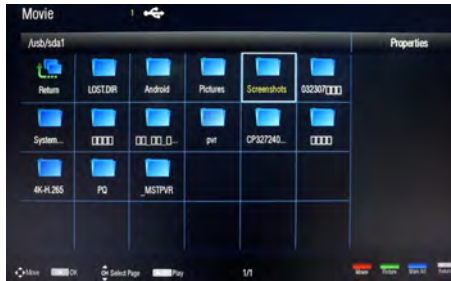 Movie 1
/usb/sda1 Properties
Return LOST.DIR Android Pictures Screenshots 032307□□□
System... □□□□ □□_□□_□... pvr CP327240... □□□□
4K-H.265 PQ _MSTPVR
Move OK CH Select Page Play 1/1